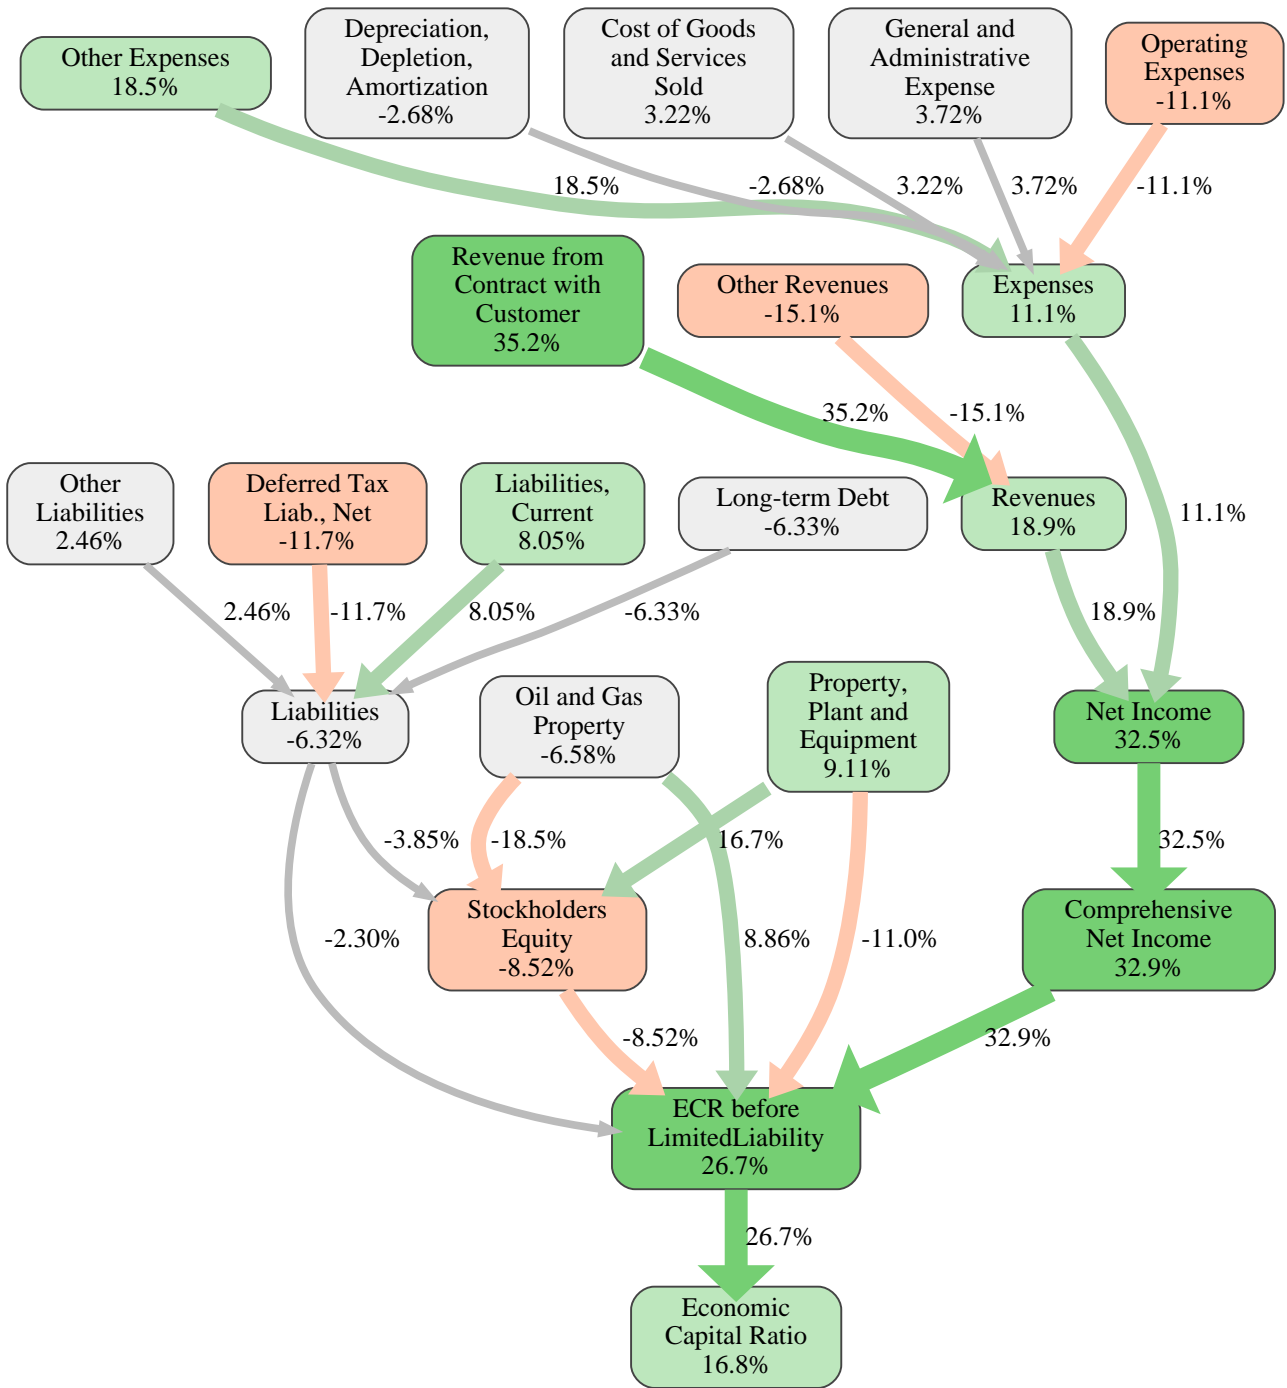 Other Expenses
18.5%
Depreciation,
Depletion,
Amortization
-2.68%
Cost of Goods
and Services
Sold
3.22%
General and
Administrative
Expense
3.72%
Operating
Expenses
-11.1%
18.5%
-2.68%
3.22%
3.72%
-11.1%
Revenue from
Contract with
Customer
35.2%
Other Revenues
-15.1%
Expenses
11.1%
35.2%
-15.1%
11.1%
Other
Liabilities
2.46%
Deferred Tax
Liab., Net
-11.7%
Liabilities,
Current
8.05%
Long-term Debt
-6.33%
Revenues
18.9%
2.46%
-11.7%
8.05%
-6.33%
18.9%
Liabilities
-6.32%
Oil and Gas
Property
-6.58%
Property,
Plant and
Equipment
9.11%
Net Income
32.5%
-3.85%
-18.5%
16.7%
32.5%
Stockholders
Equity
-8.52%
Comprehensive
Net Income
32.9%
-2.30%
8.86%
-11.0%
-8.52%
32.9%
ECR before
LimitedLiability
26.7%
26.7%
Economic
Capital Ratio
16.8%